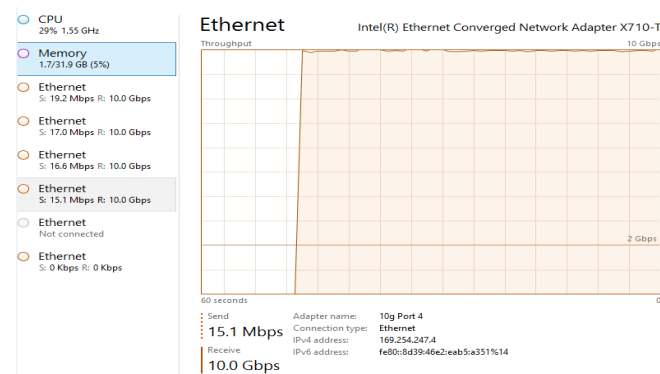 CPU
29% 1.55 GHz
Memory
1.7/31.9 GB (5%)
Ethernet
S: 19.2 Mbps R: 10.0 Gbps
Ethernet
S: 17.0 Mbps R: 10.0 Gbps
Ethernet
S: 16.6 Mbps R: 10.0 Gbps
Ethernet
S: 15.1 Mbps R: 10.0 Gbps
Ethernet
Not connected
Ethernet
S: 0 Kbps R: 0 Kbps
Ethernet
Intel(R) Ethernet Converged Network Adapter X710-T
Throughput
10 Gbps
2 Gbps
60 seconds
0
Send
15.1 Mbps
Receive
10.0 Gbps
Adapter name: 10g Port 4
Connection type: Ethernet
IPv4 address: 169.254.247.4
IPv6 address: fe80::8d39:46e2:eab5:a351%14